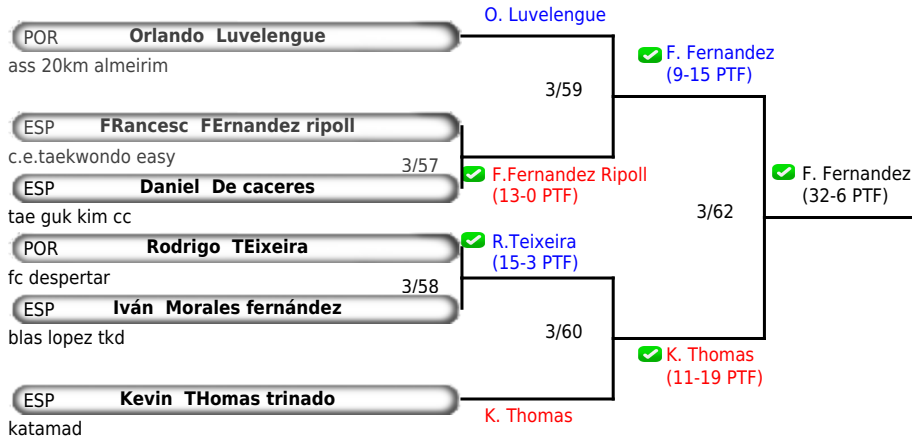 O. Luvelengue
POR Orlando Luvelengue
ass 20km almeirim
F. Fernandez
(9-15 PTF)
3/59
ESP FRancesc FErnandez ripoll
c.e.taekwondo easy
3/57
F.Fernandez Ripoll
(13-0 PTF)
ESP Daniel De caceres
tae guk kim cc
F. Fernandez
(32-6 PTF)
3/62
POR Rodrigo TEixeira
fc despertar
R.Teixeira
(15-3 PTF)
3/58
ESP Iván Morales fernández
blas lopez tkd
3/60
K. Thomas
(11-19 PTF)
ESP Kevin THomas trinado
katamad
K. Thomas